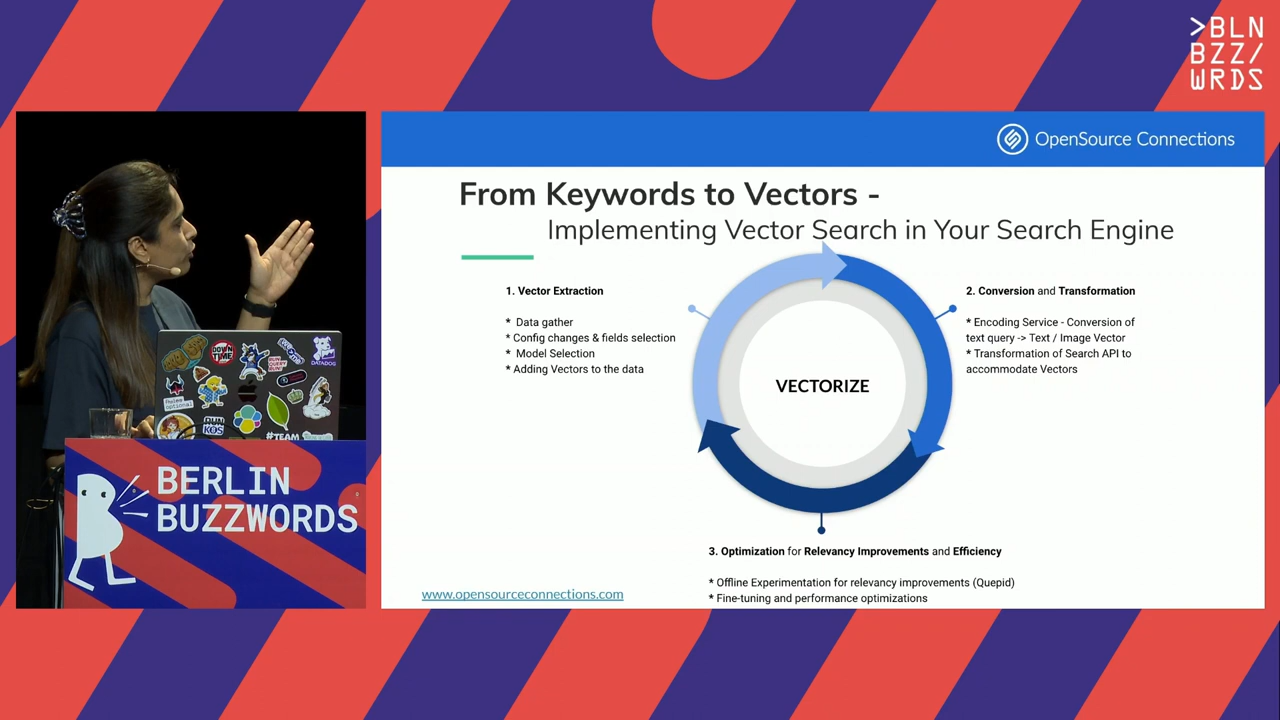 >BLN
BZZ/
WRDS
OpenSource Connections
From Keywords to Vectors -
Implementing Vector Search in Your Search Engine
1. Vector Extraction
* Data gather
* Config changes & fields selection
* Model Selection
* Adding Vectors to the data
2. Conversion and Transformation
* Encoding Service - Conversion of
text query -> Text / Image Vector
* Transformation of Search API to
accommodate Vectors
VECTORIZE
3. Optimization for Relevancy Improvements and Efficiency
* Offline Experimentation for relevancy improvements (Quepid)
* Fine-tuning and performance optimizations
www.opensourceconnections.com
DOWN
TIME
DATADOG
#TEAM
BERLIN
BUZZWORDS